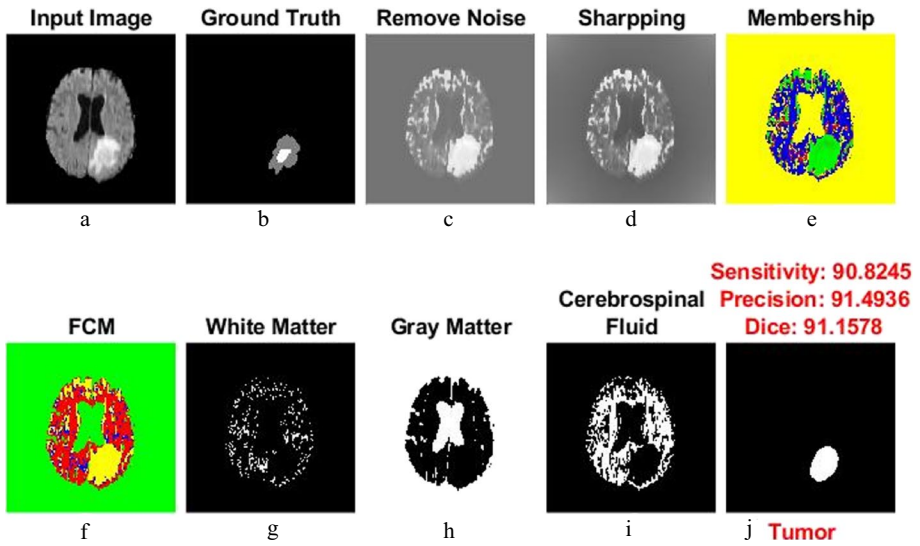 Input Image Ground Truth Remove Noise Sharpping Membership
a b c d e
Sensitivity: 90.8245
Cerebrospinal Precision: 91.4936
FCM White Matter Gray Matter Fluid Dice: 91.1578
f g h i j Tumor